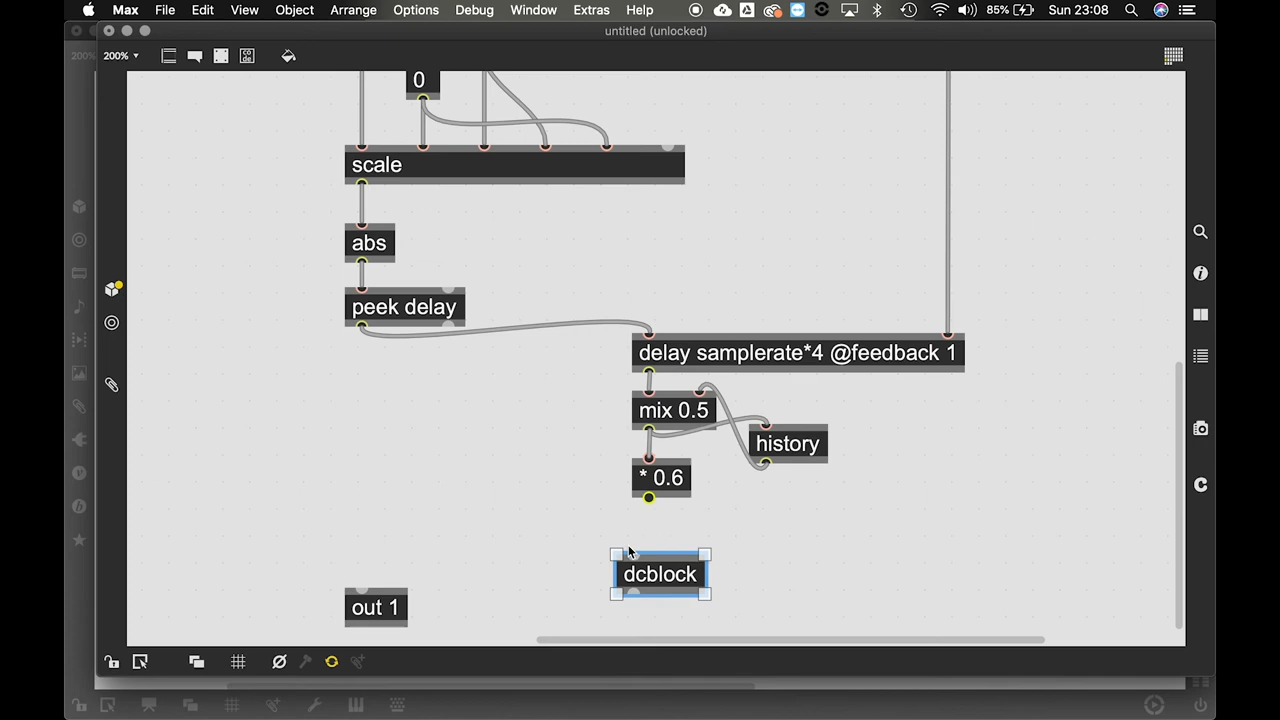 Max File Edit View Object Arrange Options Debug Window Extras Help 85% Sun 23:08
untitled (unlocked)
200%
0
scale
abs
peek delay
delay samplerate*4 @feedback 1
mix 0.5
history
* 0.6
dcblock
out 1